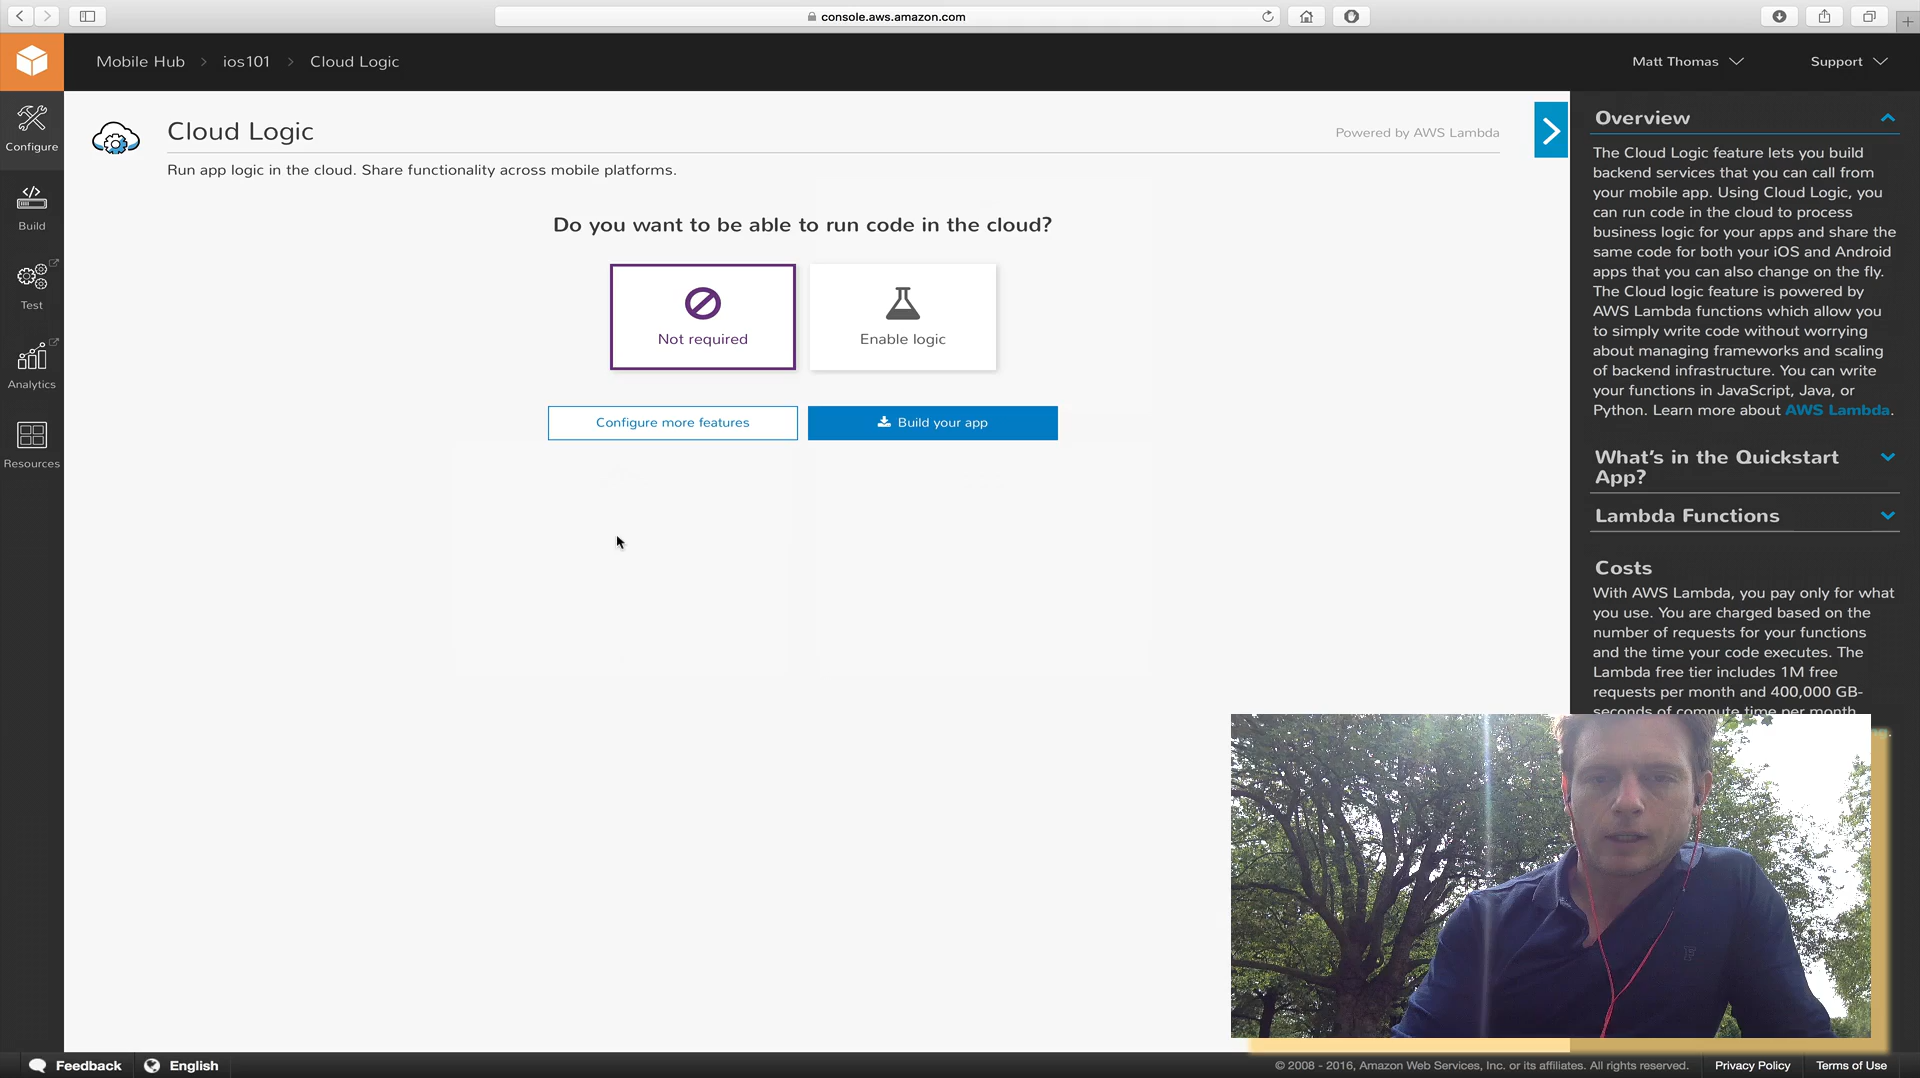 console.aws.amazon.com
Mobile Hub > ios101 > Cloud Logic
Matt Thomas
Support
Configure
Build
Test
Analytics
Resources
Cloud Logic
Powered by AWS Lambda
Run app logic in the cloud. Share functionality across mobile platforms.
Do you want to be able to run code in the cloud?
Not required
Enable logic
Configure more features
Build your app
Overview
The Cloud Logic feature lets you build
backend services that you can call from
your mobile app. Using Cloud Logic, you
can run code in the cloud to process
business logic for your apps and share the
same code for both your iOS and Android
apps that you can also change on the fly.
The Cloud logic feature is powered by
AWS Lambda functions which allow you
to simply write code without worrying
about managing frameworks and scaling
of backend infrastructure. You can write
your functions in JavaScript, Java, or
Python. Learn more about AWS Lambda.
What's in the Quickstart
App?
Lambda Functions
Costs
With AWS Lambda, you pay only for what
you use. You are charged based on the
number of requests for your functions
and the time your code executes. The
Lambda free tier includes 1M free
requests per month and 400,000 GB-
seconds of compute time per month.
Feedback
English
© 2008 - 2016, Amazon Web Services, Inc. or its affiliates. All rights reserved.
Privacy Policy
Terms of Use